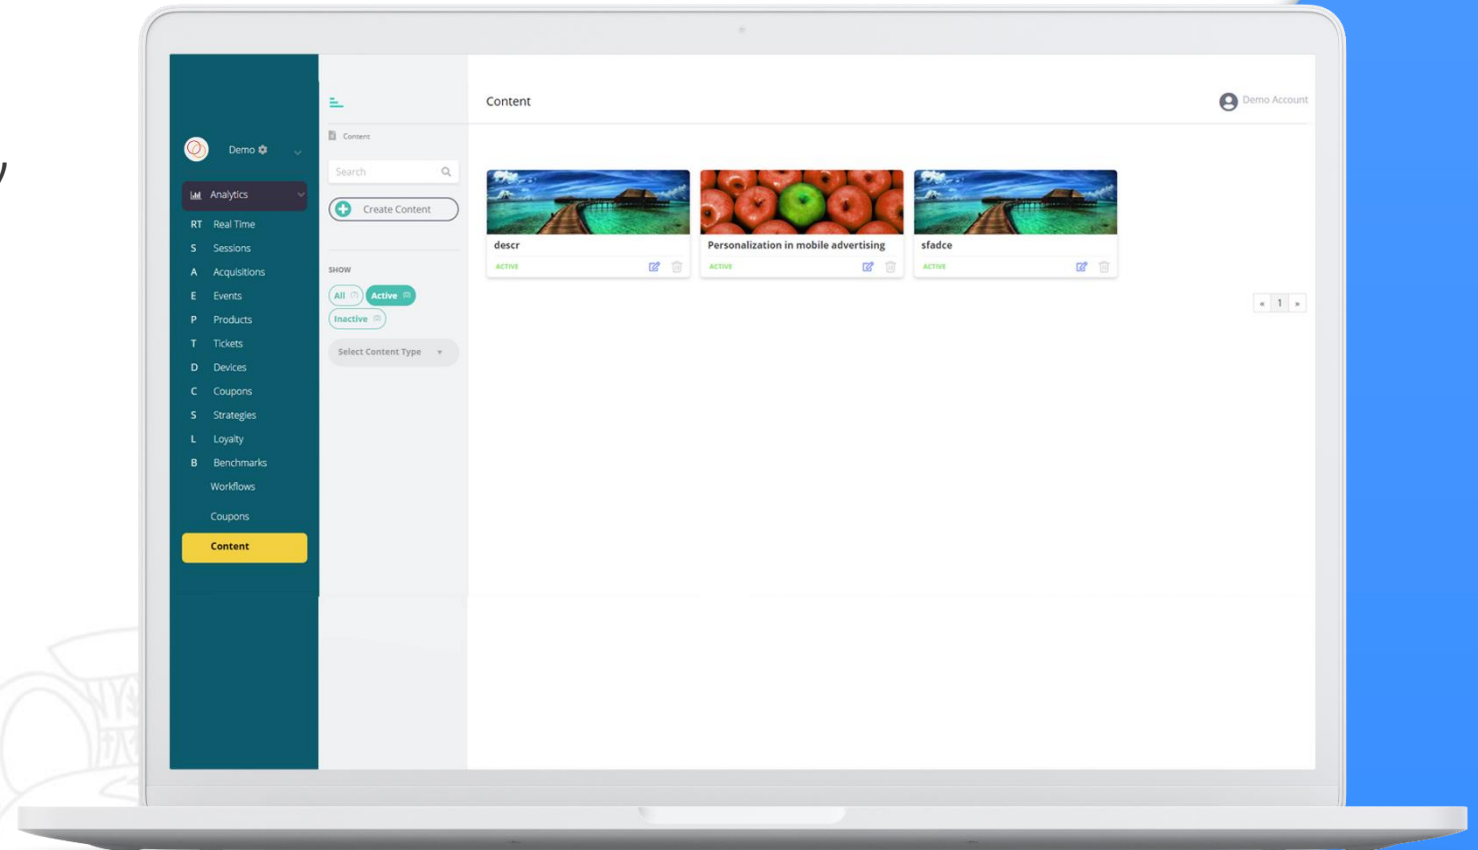 Content
Demo Account
Content
Demo
Search
Analytics
Create Content
RT Real Time
S Sessions
A Acquisitions
E Events
P Products
T Tickets
D Devices
C Coupons
S Strategies
L Loyalty
B Benchmarks
Workflows
Coupons
Content
SHOW
All
Active
Inactive
Select Content Type
descr
ACTIVE
Personalization in mobile advertising
ACTIVE
sfadce
ACTIVE
« 1 »